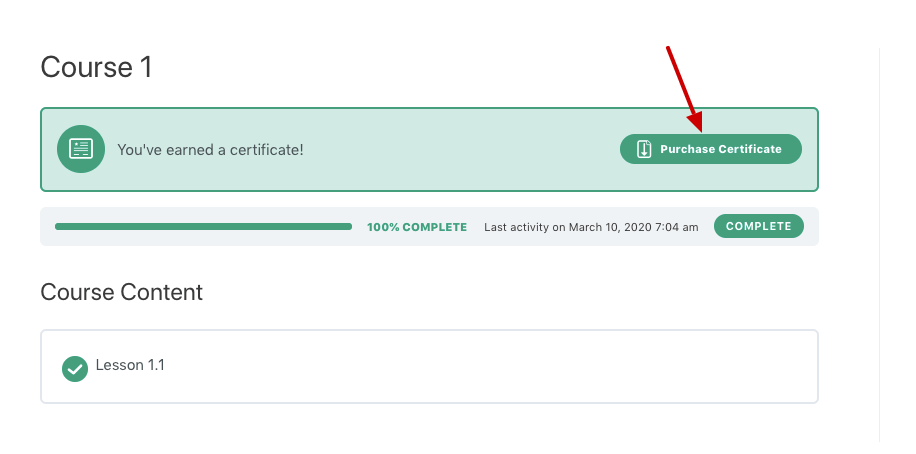 Course 1
You've earned a certificate!
Purchase Certificate
100% COMPLETE
Last activity on March 10, 2020 7:04 am
COMPLETE
Course Content
Lesson 1.1